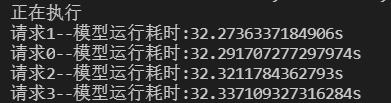 正在执行
请求1--模型运行耗时:32.2736337184906s
请求0--模型运行耗时:32.291707277297974s
请求2--模型运行耗时:32.3211784362793s
请求3--模型运行耗时:32.337109327316284s